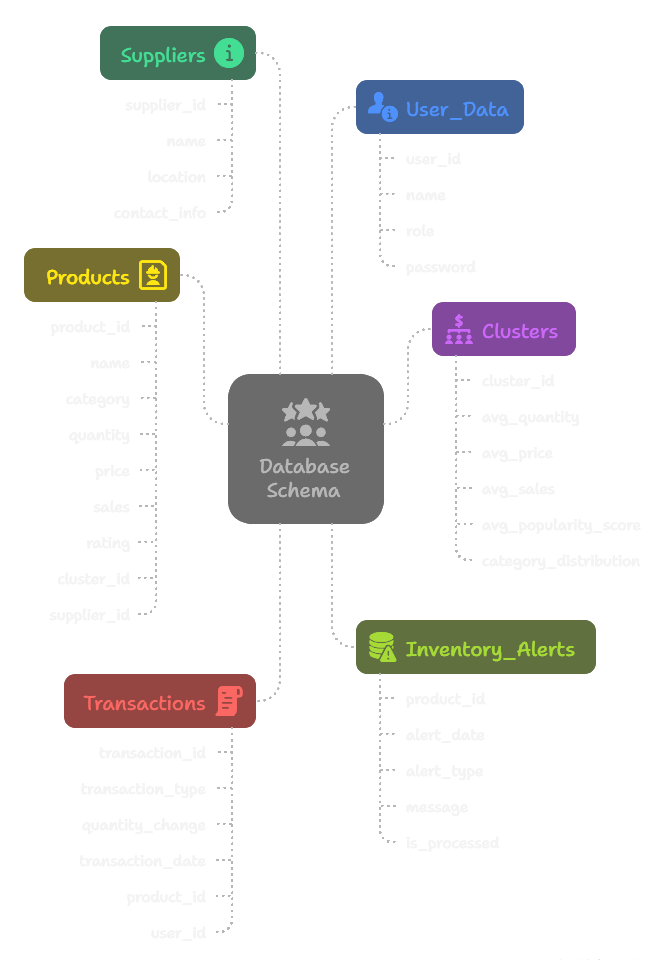 Suppliers
supplier_id
name
location
contact_info
User_Data
user_id
name
role
password
Products
product_id
name
category
quantity
price
sales
rating
cluster_id
supplier_id
Clusters
cluster_id
avg_quantity
avg_price
avg_sales
avg_popularity_score
category_distribution
Database
Schema
Transactions
transaction_id
transaction_type
quantity_change
transaction_date
product_id
user_id
Inventory_Alerts
product_id
alert_date
alert_type
message
is_processed